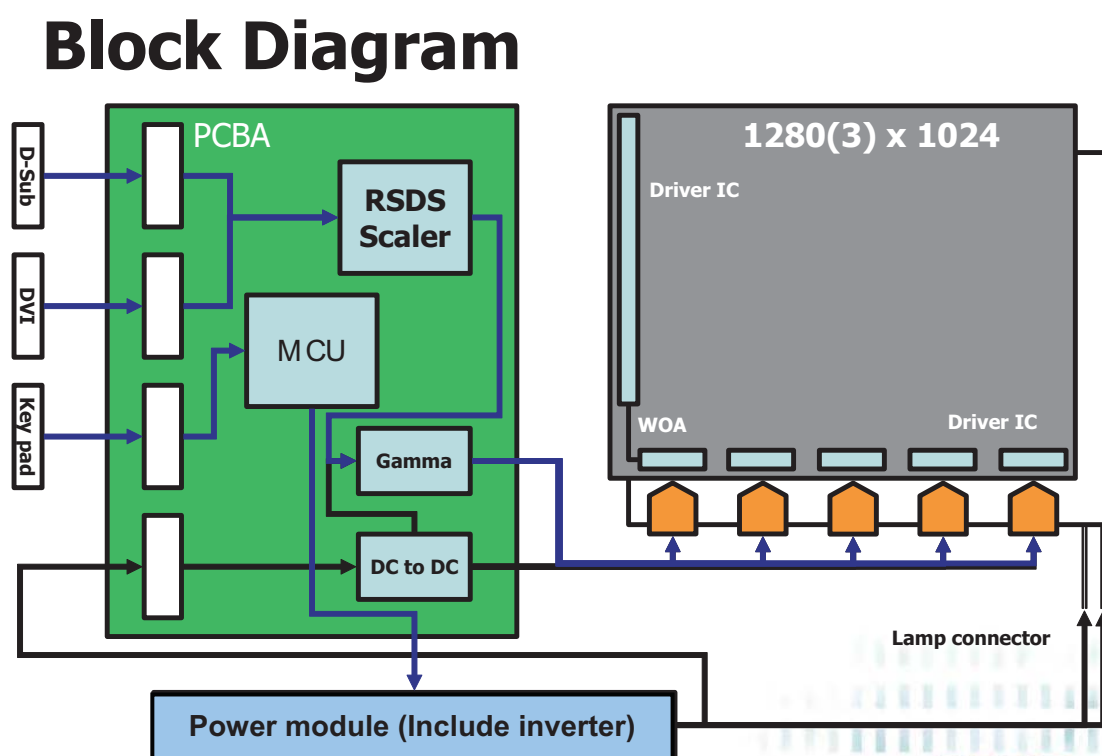 Block Diagram
PCBA
D-Sub
DVI
Key pad
RSDS
Scaler
MCU
Gamma
DC to DC
1280(3) x 1024
Driver IC
WOA
Driver IC
Lamp connector
Power module (Include inverter)